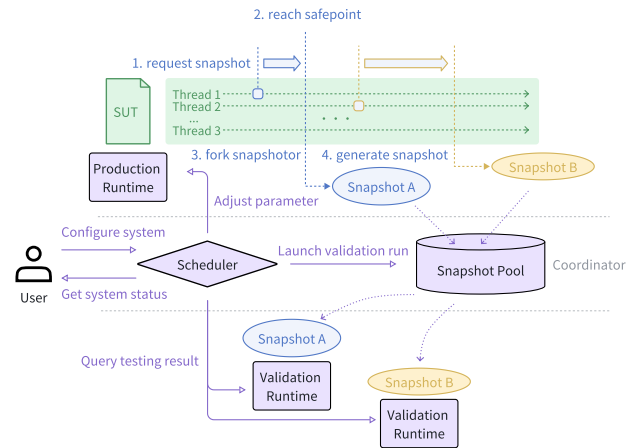 2. reach safepoint
1. request snapshot
SUT
Thread 1
Thread 2
...
Thread 3
. . .
3. fork snapshotor
4. generate snapshot
Production
Runtime
Snapshot A
Snapshot B
Adjust parameter
Configure system
Scheduler
Launch validation run
Snapshot Pool
Coordinator
User
Get system status
Query testing result
Snapshot A
Validation
Runtime
Snapshot B
Validation
Runtime